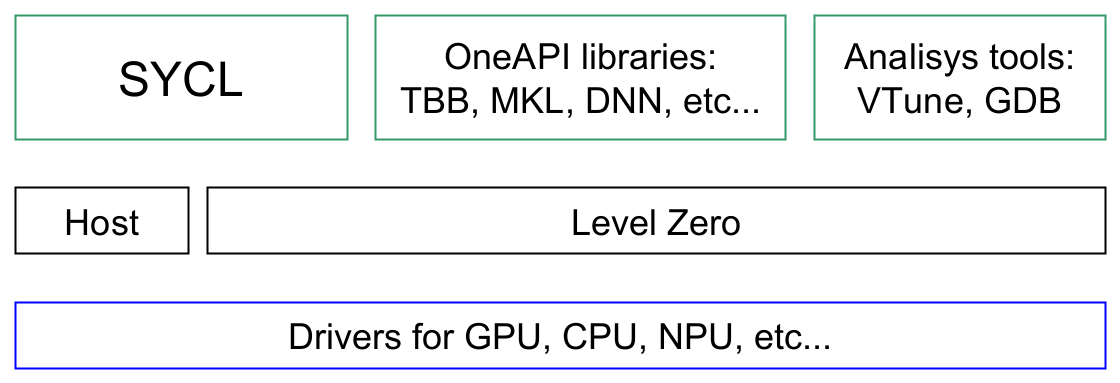 SYCL
OneAPI libraries:
TBB, MKL, DNN, etc...
Analisys tools:
VTune, GDB
Host
Level Zero
Drivers for GPU, CPU, NPU, etc...